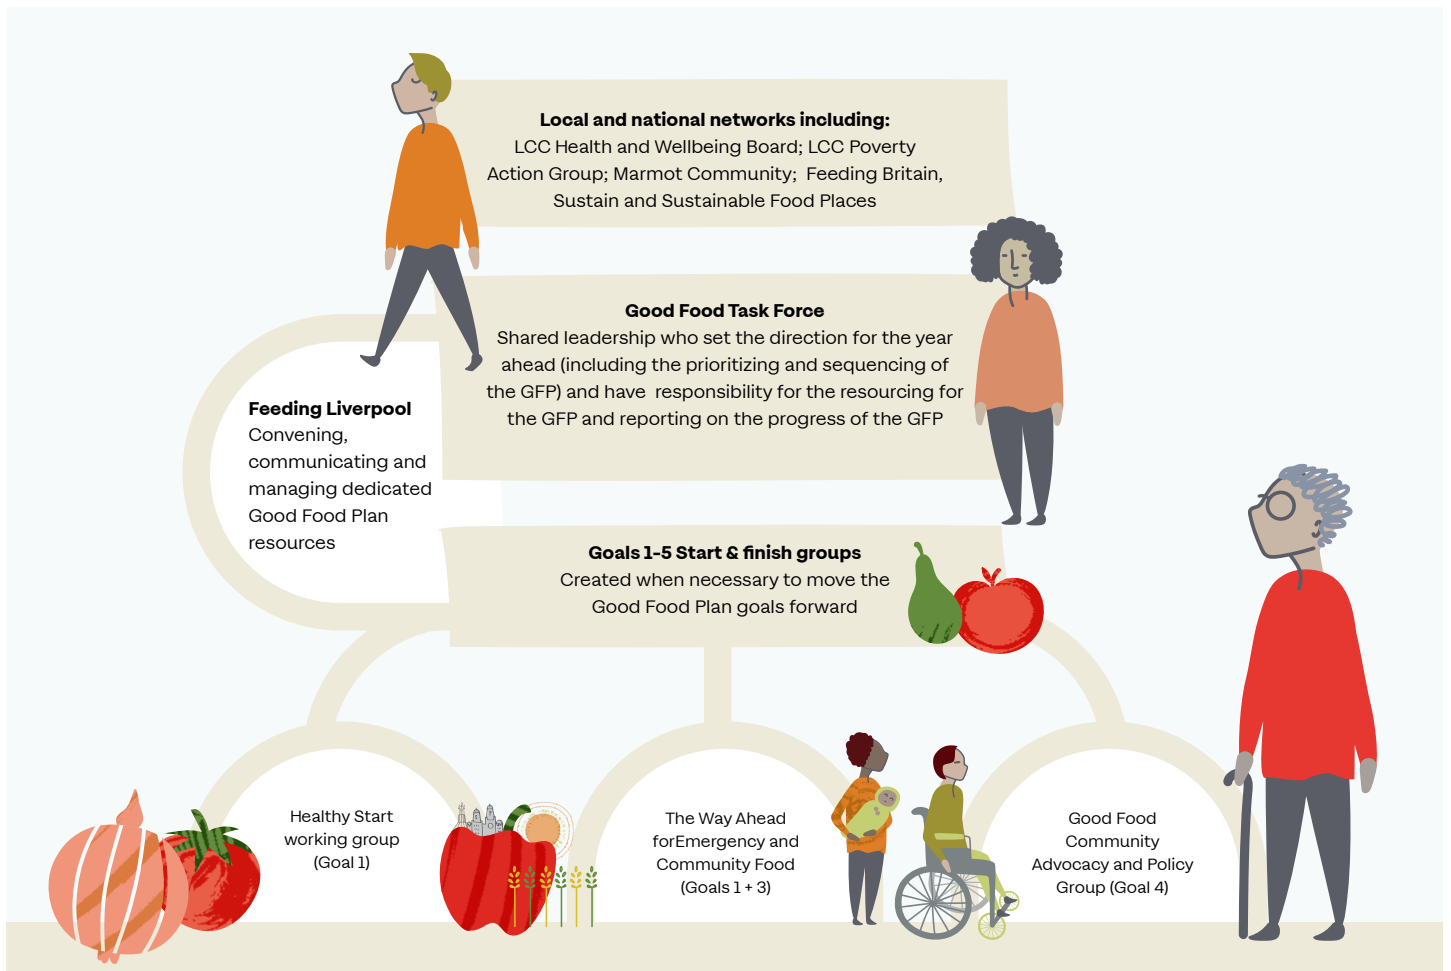 Local and national networks including:
LCC Health and Wellbeing Board; LCC Poverty
Action Group; Marmot Community;  Feeding Britain,
Sustain and Sustainable Food Places
Good Food Task Force
Shared leadership who set the direction for the year
ahead (including the prioritizing and sequencing of
the GFP) and have  responsibility for the resourcing for
the GFP and reporting on the progress of the GFP
Feeding Liverpool
Convening,
communicating and
managing dedicated
Good Food Plan
resources
Goals 1-5 Start & finish groups
Created when necessary to move the
Good Food Plan goals forward
Healthy Start
working group
(Goal 1)
The Way Ahead
forEmergency and
Community Food
(Goals 1 + 3)
Good Food
Community
Advocacy and Policy
Group (Goal 4)